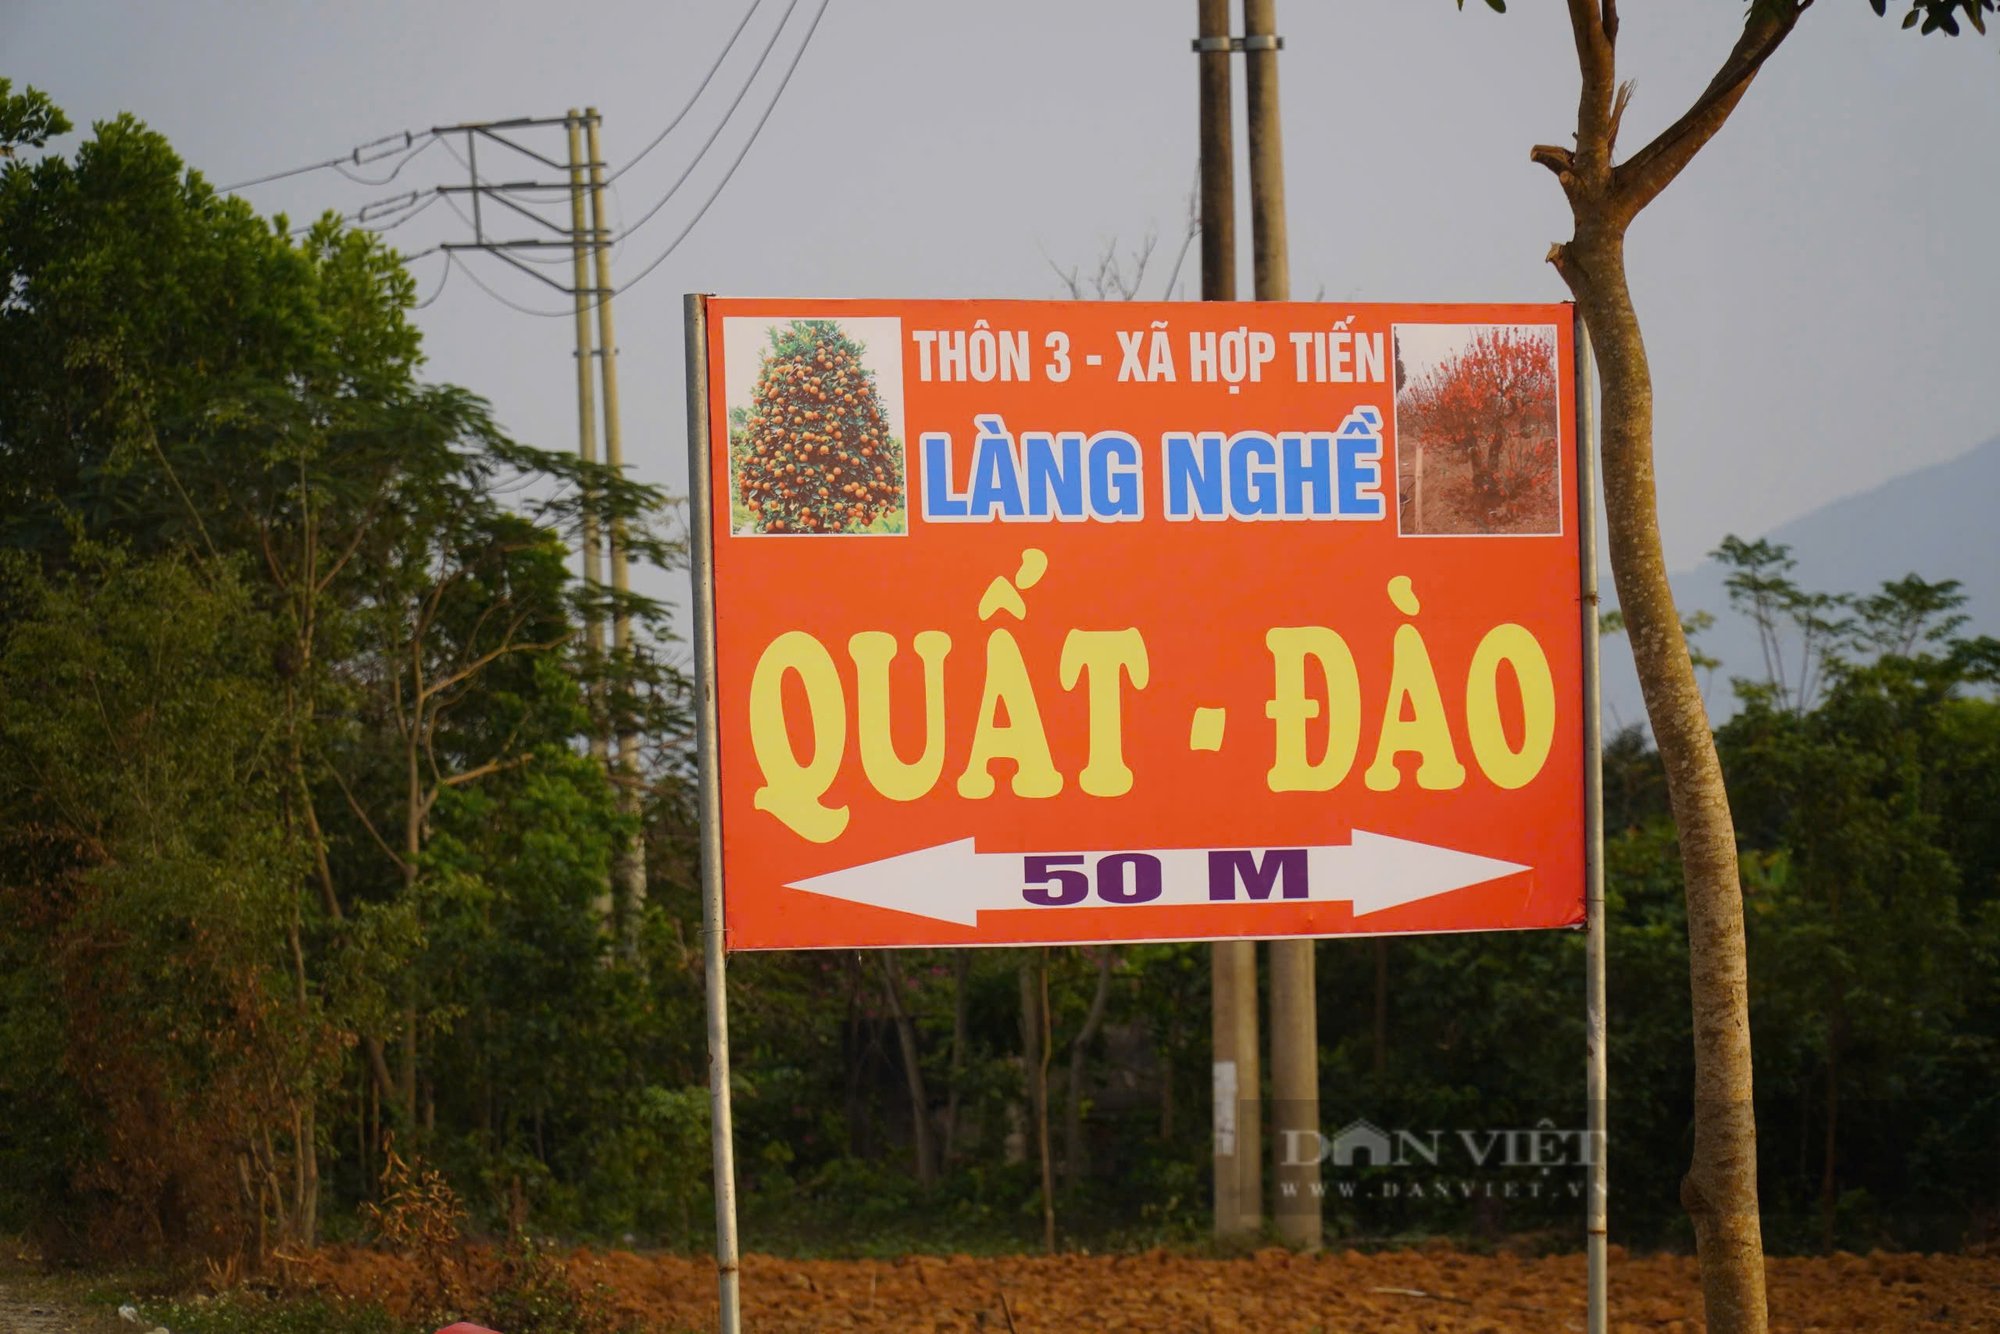 THÔN 3 - XÃ HỢP TIẾN
LÀNG NGHỀ
QUẤT - ĐÀO
50 M
DÂN VIỆT
WWW.DANVIET.VN